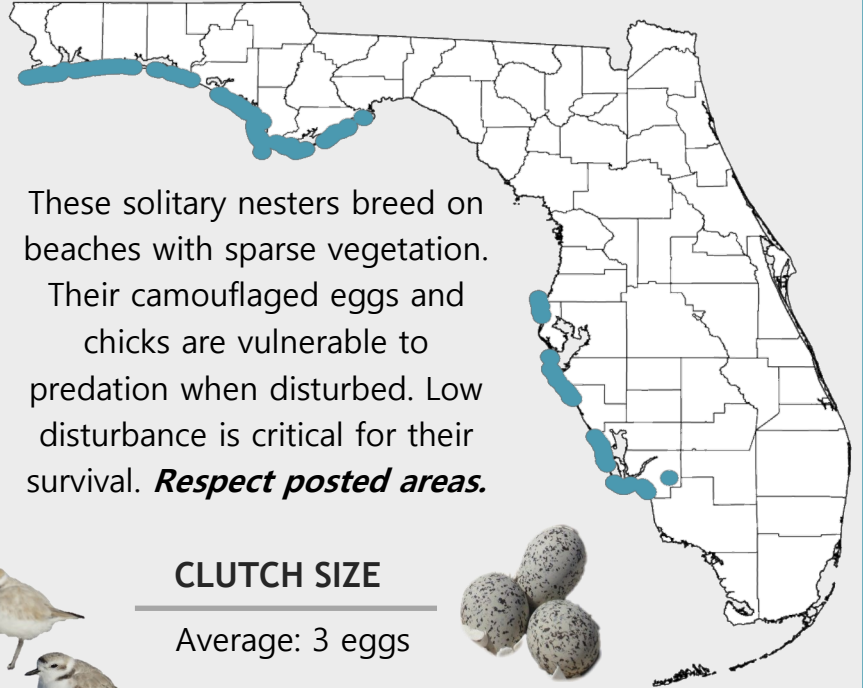 These solitary nesters breed on
beaches with sparse vegetation.
Their camouflaged eggs and
chicks are vulnerable to
predation when disturbed. Low
disturbance is critical for their
survival. Respect posted areas.
CLUTCH SIZE
Average: 3 eggs